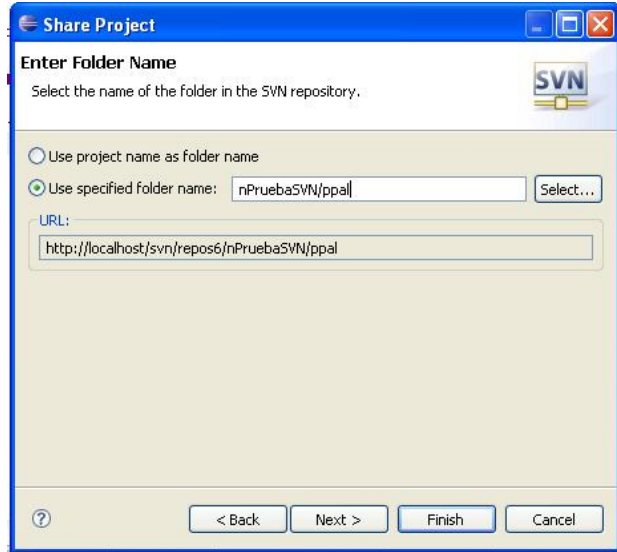 Share Project
Enter Folder Name
Select the name of the folder in the SVN repository.
SVN
Use project name as folder name
Use specified folder name: nPruebaSVN/ppal Select...
URL:
http://localhost/svn/repos6/nPruebaSVN/ppal
? < Back Next > Finish Cancel